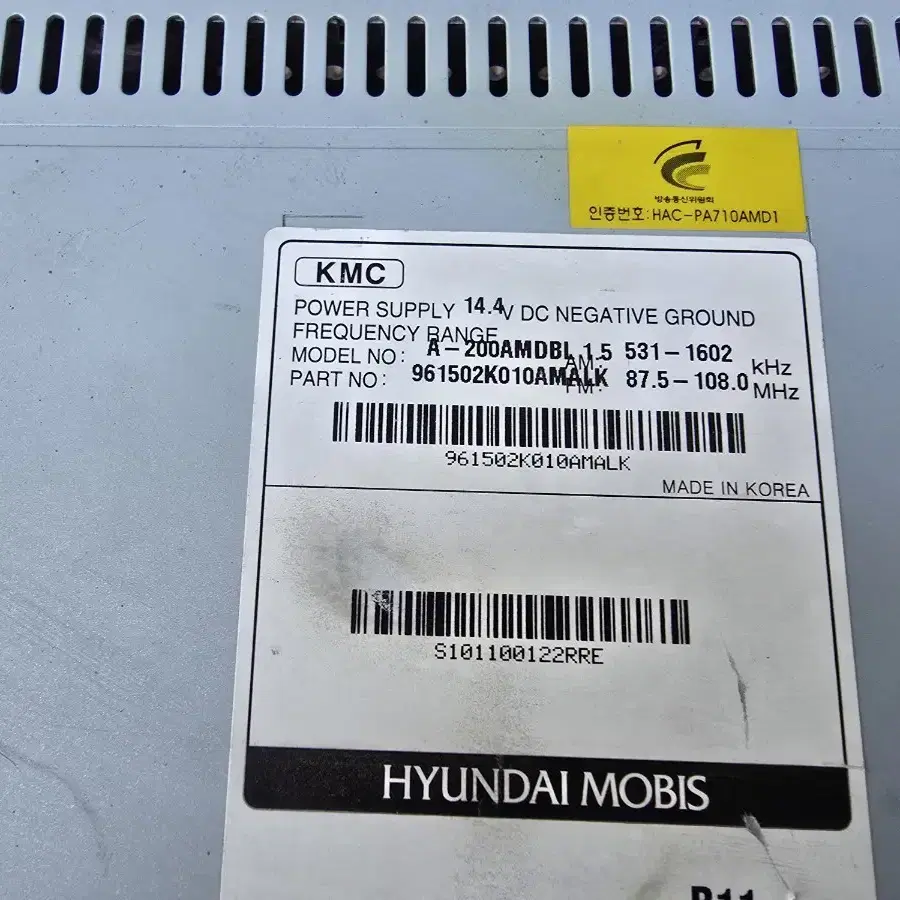 방송통신위원회
인증번호:HAC-PA710AMD1
KMC
POWER SUPPLY 14.4V DC NEGATIVE GROUND
FREQUENCY RANGE
MODEL NO: A-200AMDBL 1.5 AM: 531-1602 kHz
PART NO: 961502K010AMALK FM: 87.5-108.0 MHz
961502K010AMALK
MADE IN KOREA
S101100122RRE
HYUNDAI MOBIS